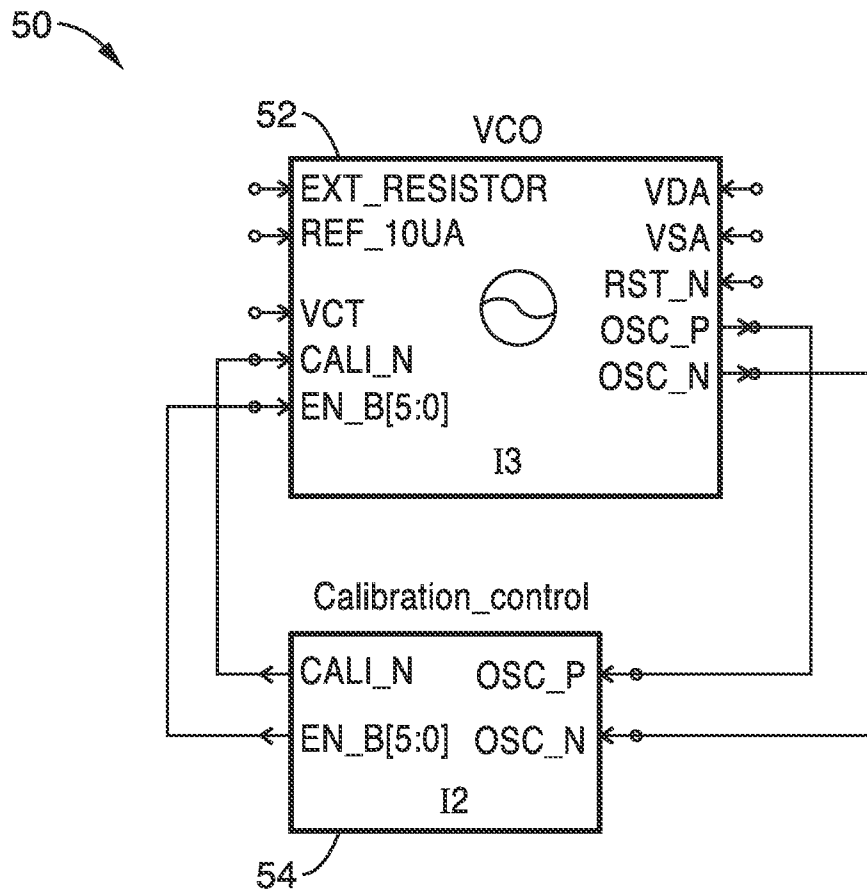 50
52
VCO
EXT_RESISTOR
VDA
REF_10UA
VSA
RST_N
VCT
OSC_P
CALI_N
OSC_N
EN_B[5:0]
I3
Calibration_control
CALI_N
OSC_P
EN_B[5:0]
OSC_N
I2
54